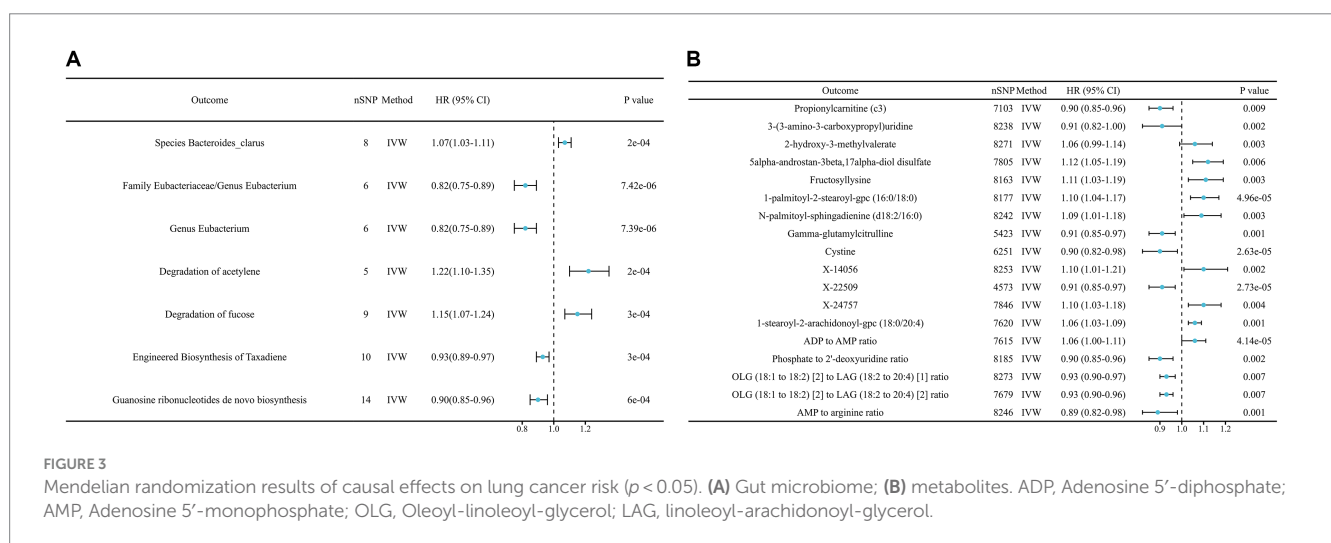 A
Outcome nSNP Method HR (95% CI) P value
Species Bacteroides_clarus 8 IVW 1.07(1.03-1.11) 2e-04
Family Eubacteriaceae/Genus Eubacterium 6 IVW 0.82(0.75-0.89) 7.42e-06
Genus Eubacterium 6 IVW 0.82(0.75-0.89) 7.39e-06
Degradation of acetylene 5 IVW 1.22(1.10-1.35) 2e-04
Degradation of fucose 9 IVW 1.15(1.07-1.24) 3e-04
Engineered Biosynthesis of Taxadiene 10 IVW 0.93(0.89-0.97) 3e-04
Guanosine ribonucleotides de novo biosynthesis 14 IVW 0.90(0.85-0.96) 6e-04
0.8 1.0 1.2
B
Outcome nSNP Method HR (95% CI) P value
Propionylcarnitine (c3) 7103 IVW 0.90 (0.85-0.96) 0.009
3-(3-amino-3-carboxypropyl)uridine 8238 IVW 0.91 (0.82-1.00) 0.002
2-hydroxy-3-methylvalerate 8271 IVW 1.06 (0.99-1.14) 0.003
5alpha-androstan-3beta,17alpha-diol disulfate 7805 IVW 1.12 (1.05-1.19) 0.006
Fructosyllysine 8163 IVW 1.11 (1.03-1.19) 0.003
1-palmitoyl-2-stearoyl-gpc (16:0/18:0) 8177 IVW 1.10 (1.04-1.17) 4.96e-05
N-palmitoyl-sphingadienine (d18:2/16:0) 8242 IVW 1.09 (1.01-1.18) 0.003
Gamma-glutamylcitrulline 5423 IVW 0.91 (0.85-0.97) 0.001
Cystine 6251 IVW 0.90 (0.82-0.98) 2.63e-05
X-14056 8253 IVW 1.10 (1.01-1.21) 0.002
X-22509 4573 IVW 0.91 (0.85-0.97) 2.73e-05
X-24757 7846 IVW 1.10 (1.03-1.18) 0.004
1-stearoyl-2-arachidonoyl-gpc (18:0/20:4) 7620 IVW 1.06 (1.03-1.09) 0.001
ADP to AMP ratio 7615 IVW 1.06 (1.00-1.11) 4.14e-05
Phosphate to 2'-deoxyuridine ratio 8185 IVW 0.90 (0.85-0.96) 0.002
OLG (18:1 to 18:2) [2] to LAG (18:2 to 20:4) [1] ratio 8273 IVW 0.93 (0.90-0.97) 0.007
OLG (18:1 to 18:2) [2] to LAG (18:2 to 20:4) [2] ratio 7679 IVW 0.93 (0.90-0.96) 0.007
AMP to arginine ratio 8246 IVW 0.89 (0.82-0.98) 0.001
0.9 1.0 1.1 1.2
FIGURE 3
Mendelian randomization results of causal effects on lung cancer risk (p < 0.05). (A) Gut microbiome; (B) metabolites. ADP, Adenosine 5′-diphosphate;
AMP, Adenosine 5′-monophosphate; OLG, Oleoyl-linoleoyl-glycerol; LAG, linoleoyl-arachidonoyl-glycerol.